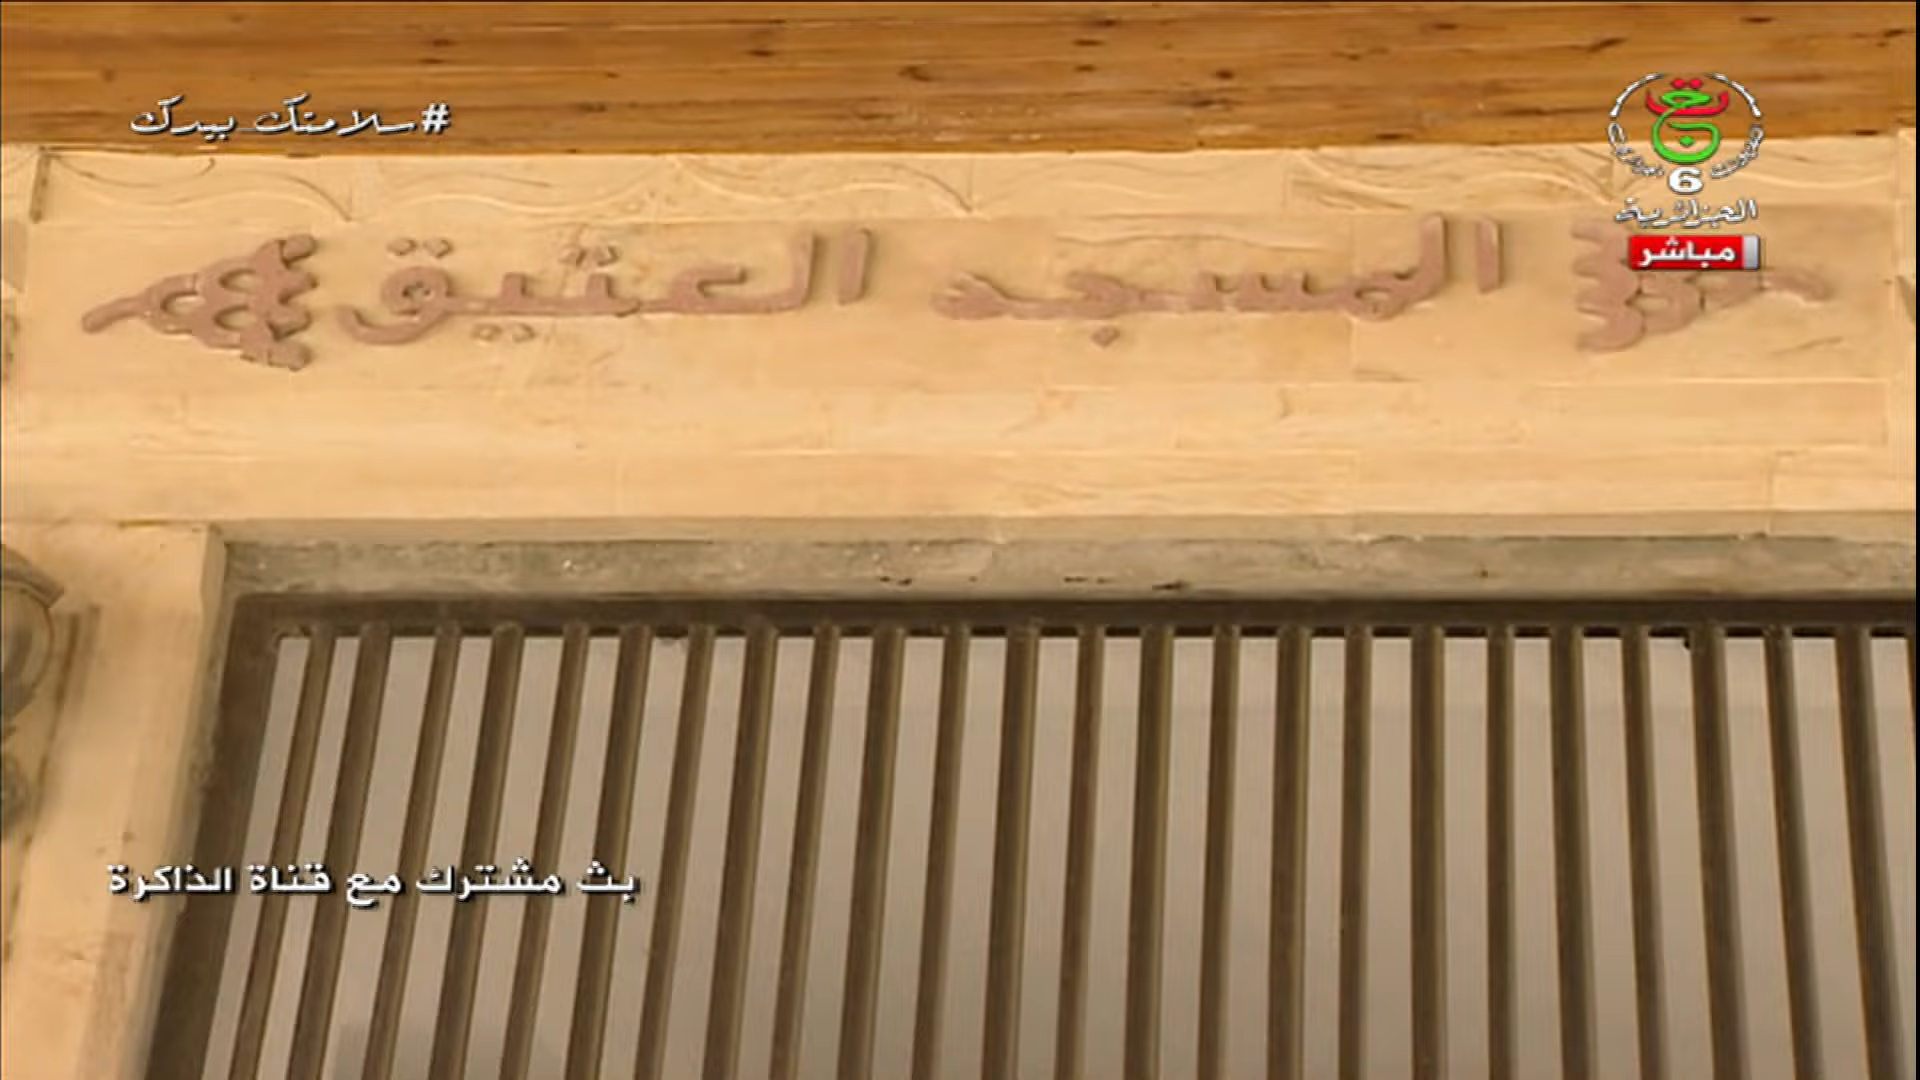 #سلامتك بيدك
6
الجزائرية
مباشر
المسجد العتيق
بث مشترك مع قناة الذاكرة